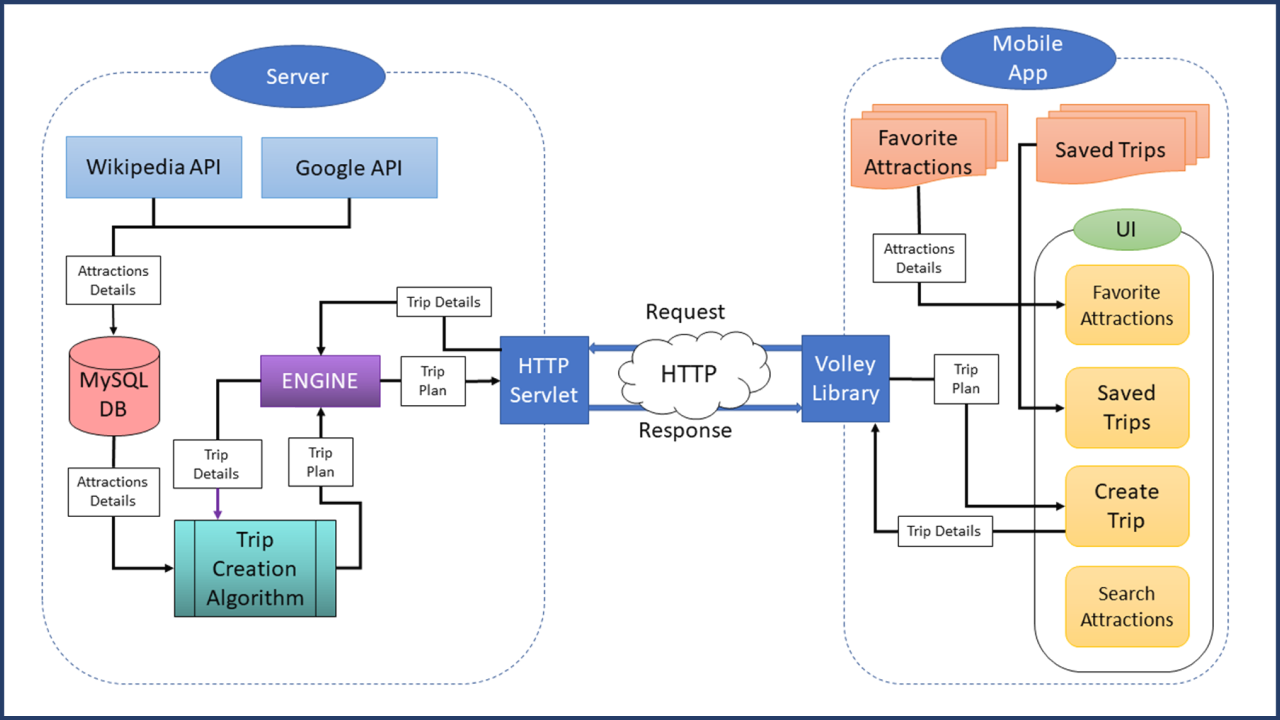 Server
Wikipedia API
Google API
Attractions
Details
MySQL
DB
Attractions
Details
Trip Details
ENGINE
Trip
Plan
Trip
Details
Trip
Plan
Trip
Creation
Algorithm
HTTP
Servlet
Request
HTTP
Response
Mobile
App
Favorite
Attractions
Saved Trips
Attractions
Details
UI
Volley
Library
Trip
Plan
Trip Details
Favorite
Attractions
Saved
Trips
Create
Trip
Search
Attractions